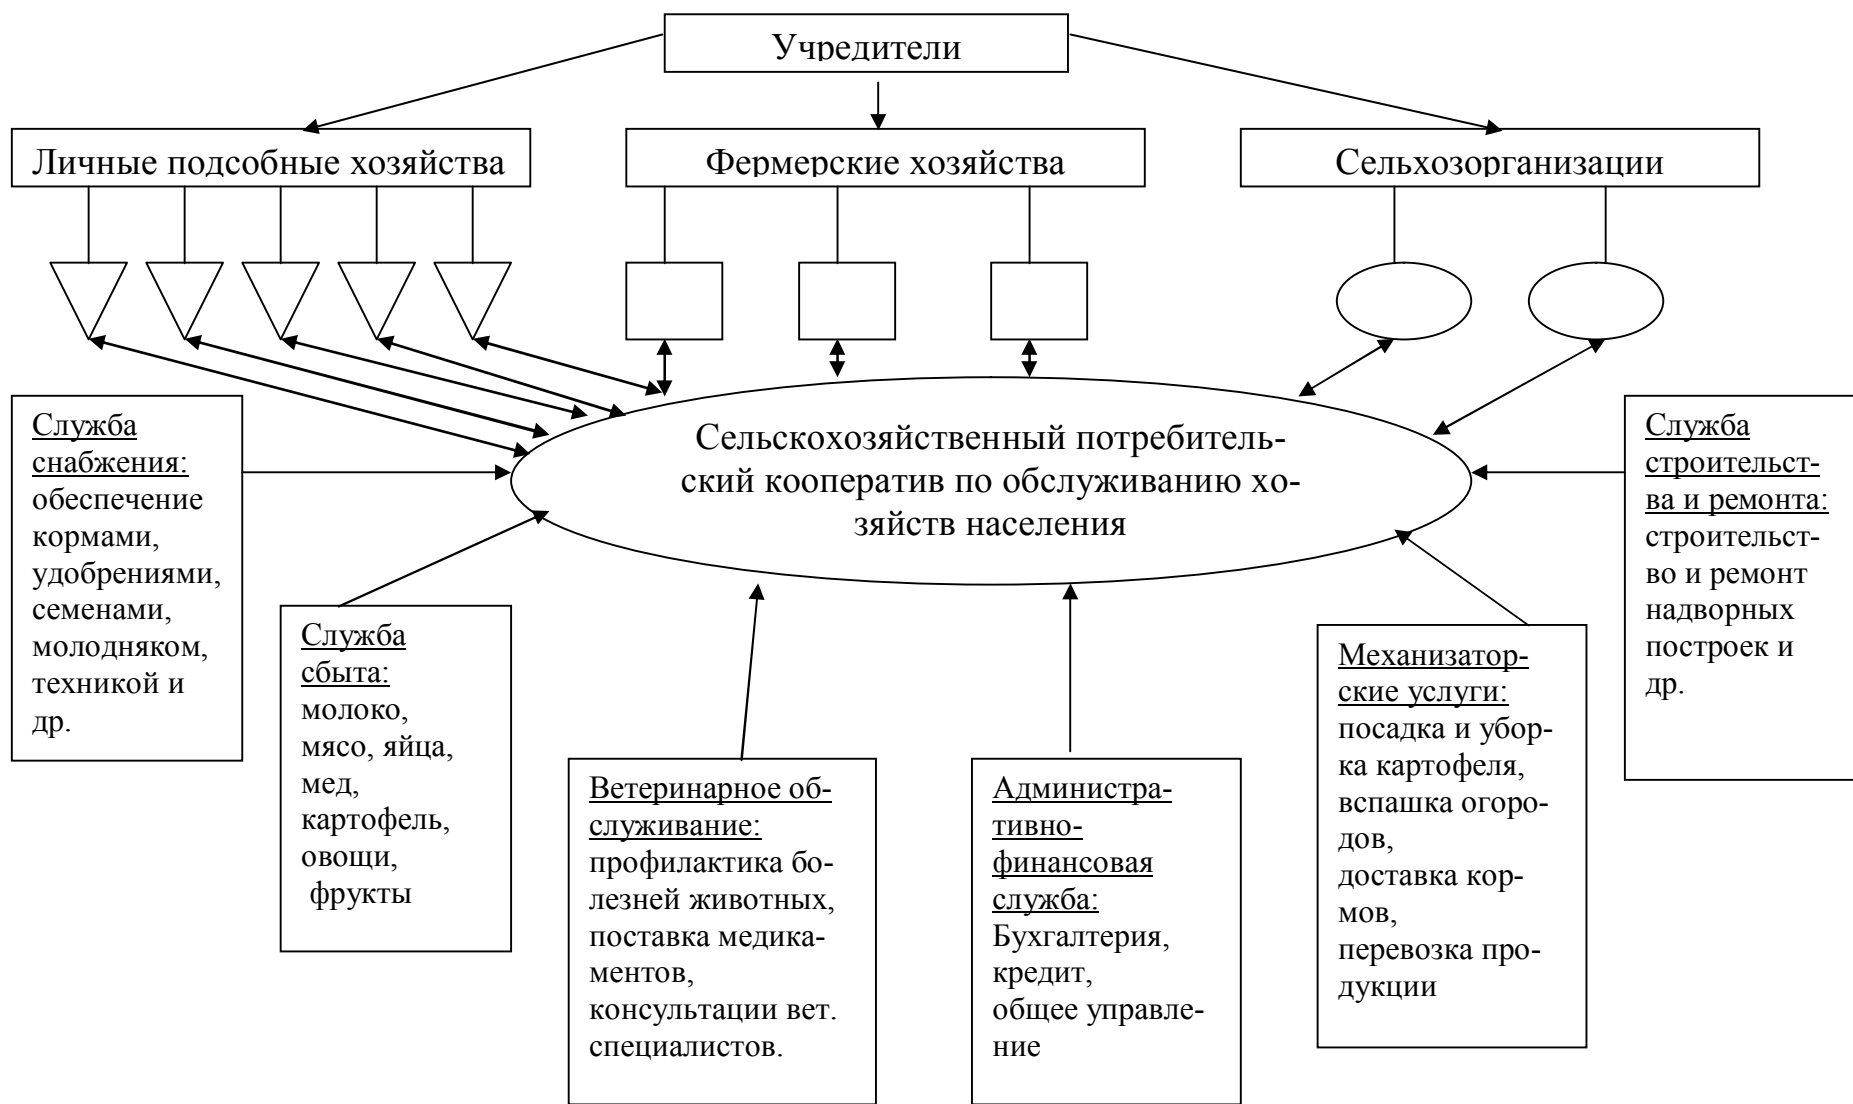 Учредители
Личные подсобные хозяйства
Фермерские хозяйства
Сельхозорганизации
Сельскохозяйственный потребитель-
ский кооператив по обслуживанию хо-
зяйств населения
Служба
снабжения:
обеспечение
кормами,
удобрениями,
семенами,
молодняком,
техникой и
др.
Служба
сбыта:
молоко,
мясо, яйца,
мед,
картофель,
овощи,
фрукты
Ветеринарное об-
служивание:
профилактика бо-
лезней животных,
поставка медика-
ментов,
консультации вет.
специалистов.
Администра-
тивно-
финансовая
служба:
Бухгалтерия,
кредит,
общее управле-
ние
Механизатор-
ские услуги:
посадка и убор-
ка картофеля,
вспашка огоро-
дов,
доставка кор-
мов,
перевозка про-
дукции
Служба
строительст-
ва и ремонта:
строительст-
во и ремонт
надворных
построек и
др.